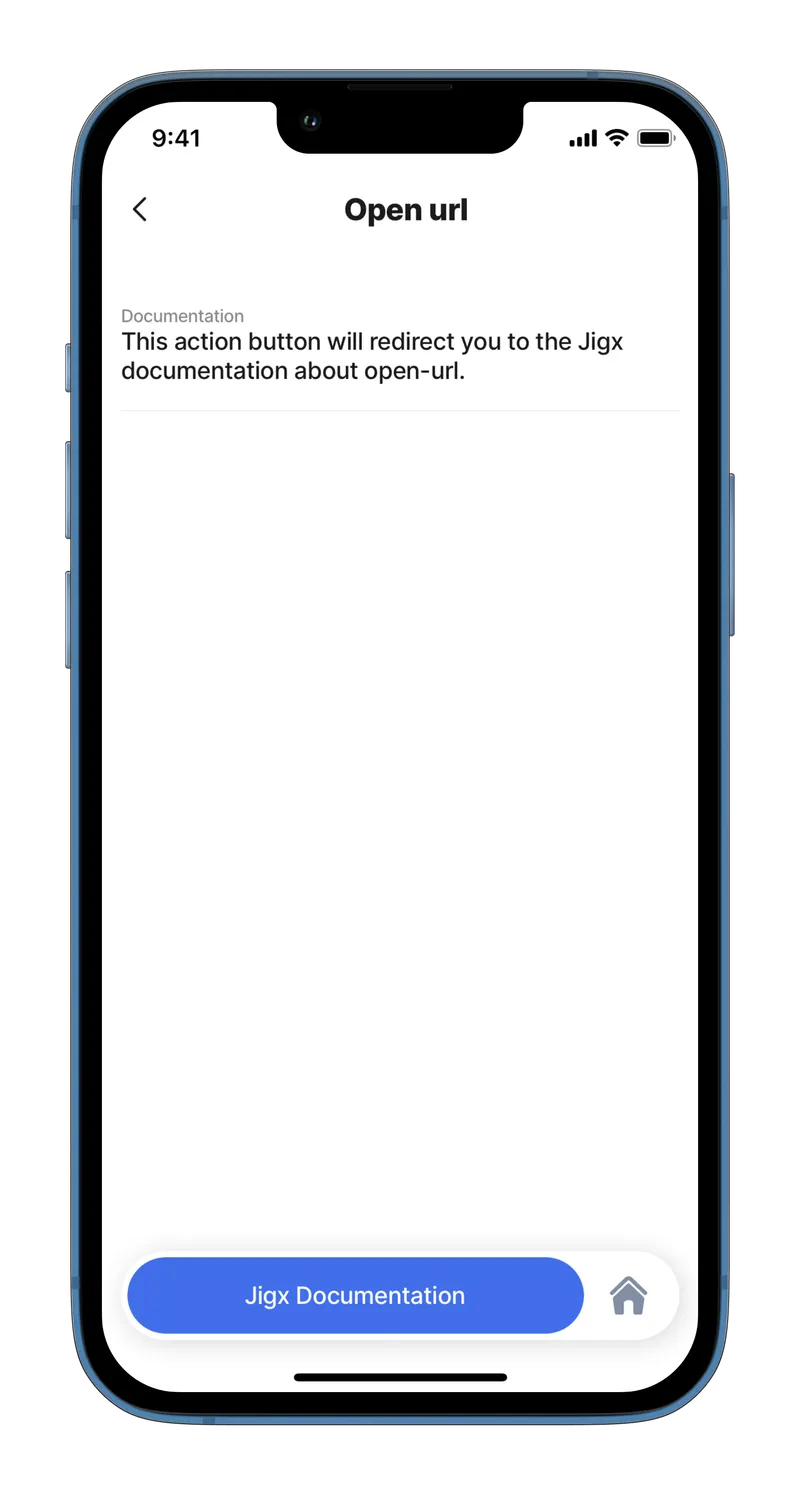 9:41
Open url
Documentation
This action button will redirect you to the Jigx
documentation about open-url.
Jigx Documentation